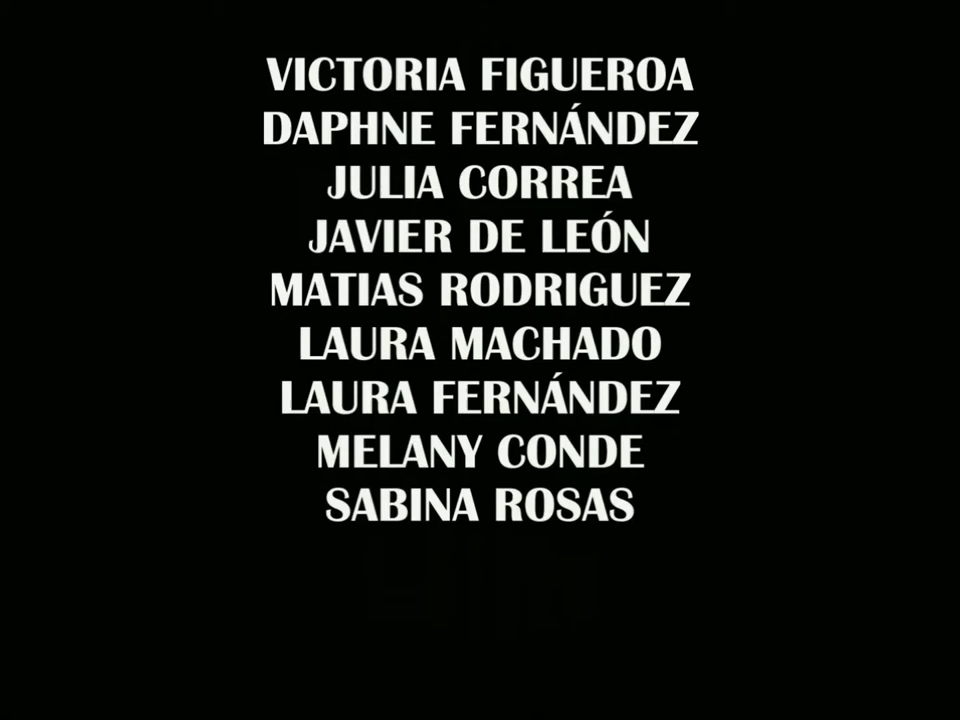 VICTORIA FIGUEROA
DAPHNE FERNÁNDEZ
JULIA CORREA
JAVIER DE LEÓN
MATIAS RODRIGUEZ
LAURA MACHADO
LAURA FERNÁNDEZ
MELANY CONDE
SABINA ROSAS